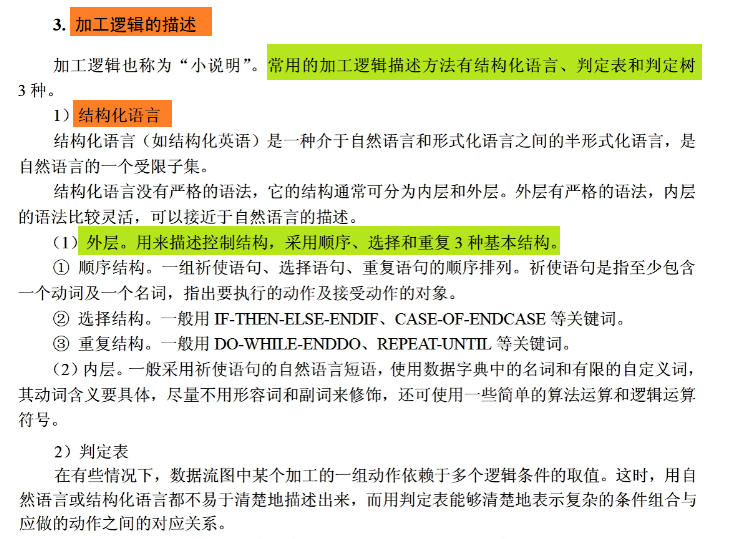 3. 加工逻辑的描述
加工逻辑也称为“小说明”。常用的加工逻辑描述方法有结构化语言、判定表和判定树
3 种。
1）结构化语言
结构化语言（如结构化英语）是一种介于自然语言和形式化语言之间的半形式化语言，是
自然语言的一个受限子集。
结构化语言没有严格的语法，它的结构通常可分为内层和外层。外层有严格的语法，内层
的语法比较灵活，可以接近于自然语言的描述。
（1）外层。用来描述控制结构，采用顺序、选择和重复 3 种基本结构。
① 顺序结构。一组祈使语句、选择语句、重复语句的顺序排列。祈使语句是指至少包含
一个动词及一个名词，指出要执行的动作及接受动作的对象。
② 选择结构。一般用 IF-THEN-ELSE-ENDIF、CASE-OF-ENDCASE 等关键词。
③ 重复结构。一般用 DO-WHILE-ENDDO、REPEAT-UNTIL 等关键词。
（2）内层。一般采用祈使语句的自然语言短语，使用数据字典中的名词和有限的自定义词，
其动词含义要具体，尽量不用形容词和副词来修饰，还可使用一些简单的算法运算和逻辑运算
符号。
2）判定表
在有些情况下，数据流图中某个加工的一组动作依赖于多个逻辑条件的取值。这时，用自
然语言或结构化语言都不易于清楚地描述出来，而用判定表能够清楚地表示复杂的条件组合与
应做的动作之间的对应关系。